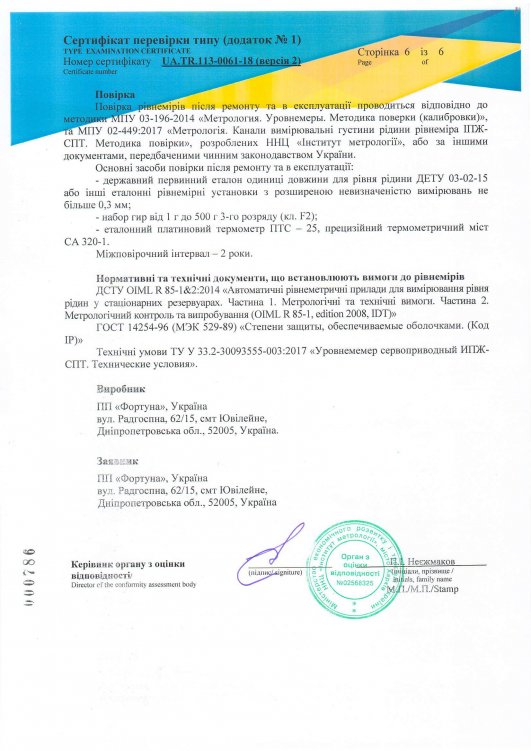 Сертифікат перевірки типу (додаток № 1)
TYPE EXAMINATION CERTIFICATE
Номер сертифікату UA.TR.113-0061-18 (версія 2)
Certificate number
Сторінка 6 із 6
Page of
Повірка
Повірка рівнемірів після ремонту та в експлуатації проводиться відповідно до
методики МПУ 03-196-2014 «Метрология. Уровнемеры. Методика поверки (калибровки)»,
та МПУ 02-449:2017 «Метрологія. Канали вимірювальні густини рідини рівнеміра ІПЖ-
СПТ. Методика повірки», розроблених ННЦ «Інститут метрології», або за іншими
документами, передбаченими чинним законодавством України.
Основні засоби повірки після ремонту та в експлуатації:
- державний первинний еталон одиниці довжини для рівня рідини ДЕТУ 03-02-15
або інші еталонні рівнемірні установки з розширеною невизначеністю вимірювань не
більше 0,3 мм;
- набор гир від 1 г до 500 г 3-го розряду (кл. F2);
- еталонний платиновий термометр ПТС – 25, прецизійний термометричний міст
СА 320-1.
Міжповірочний інтервал – 2 роки.
Нормативні та технічні документи, що встановлюють вимоги до рівнемірів
ДСТУ OIML R 85-1&2:2014 «Автоматичні рівнеметричні прилади для вимірювання рівня
рідин у стаціонарних резервуарах. Частина 1. Метрологічні та технічні вимоги. Частина 2.
Метрологічний контроль та випробування (OIML R 85-1, edition 2008, IDT)»
ГОСТ 14254-96 (МЭК 529-89) «Степени защиты, обеспечиваемые оболочками. (Код
IP)»
Технічні умови ТУ У 33.2-30093555-003:2017 «Уровнемемер сервоприводный ИПЖ-
СПТ. Технические условия».
Виробник
ПП «Фортуна», Україна
вул. Радгоспна, 62/15, смт Ювілейне,
Дніпропетровська обл., 52005, Україна.
Заявник
ПП «Фортуна», Україна
вул. Радгоспна, 62/15, смт Ювілейне,
Дніпропетровська обл., 52005, Україна
000786
Керівник органу з оцінки
відповідності/
Director of the conformity assessment body
(підпис/ signiture)
Орган з
оцінки
відповідності
№02568325
П.І. Неєжмаков
ініціали, прізвище /
initials, family name
М.П./М.П./Stamp